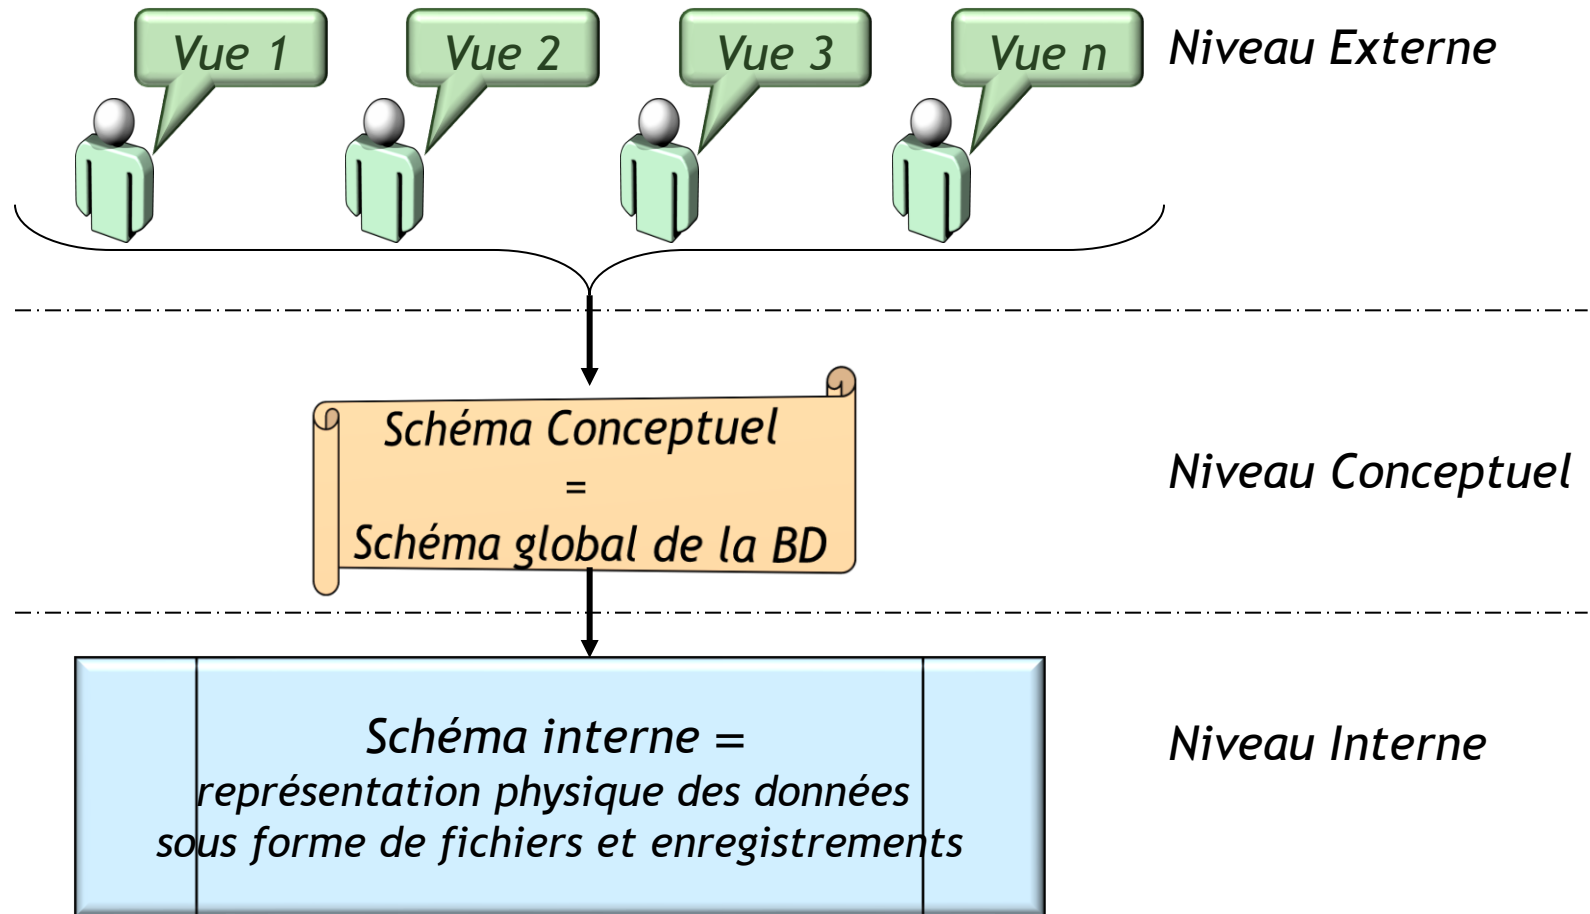 Vue 1
Vue 2
Vue 3
Vue n
Niveau Externe
Schéma Conceptuel
=
Schéma global de la BD
Niveau Conceptuel
Schéma interne =
représentation physique des données
sous forme de fichiers et enregistrements
Niveau Interne